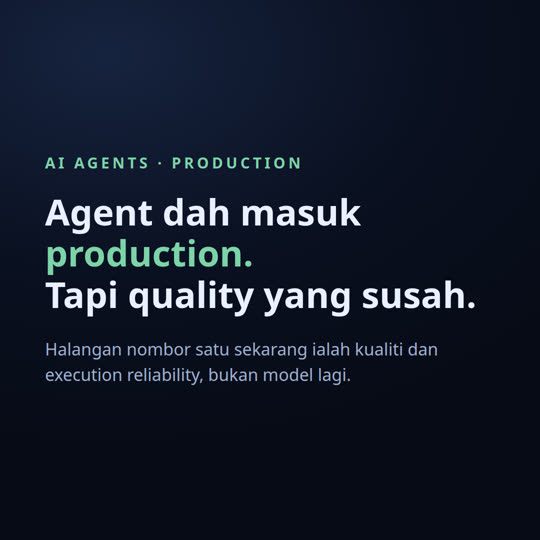 AI AGENTS · PRODUCTION
Agent dah masuk
production.
Tapi quality yang susah.
Halangan nombor satu sekarang ialah kualiti dan
execution reliability, bukan model lagi.